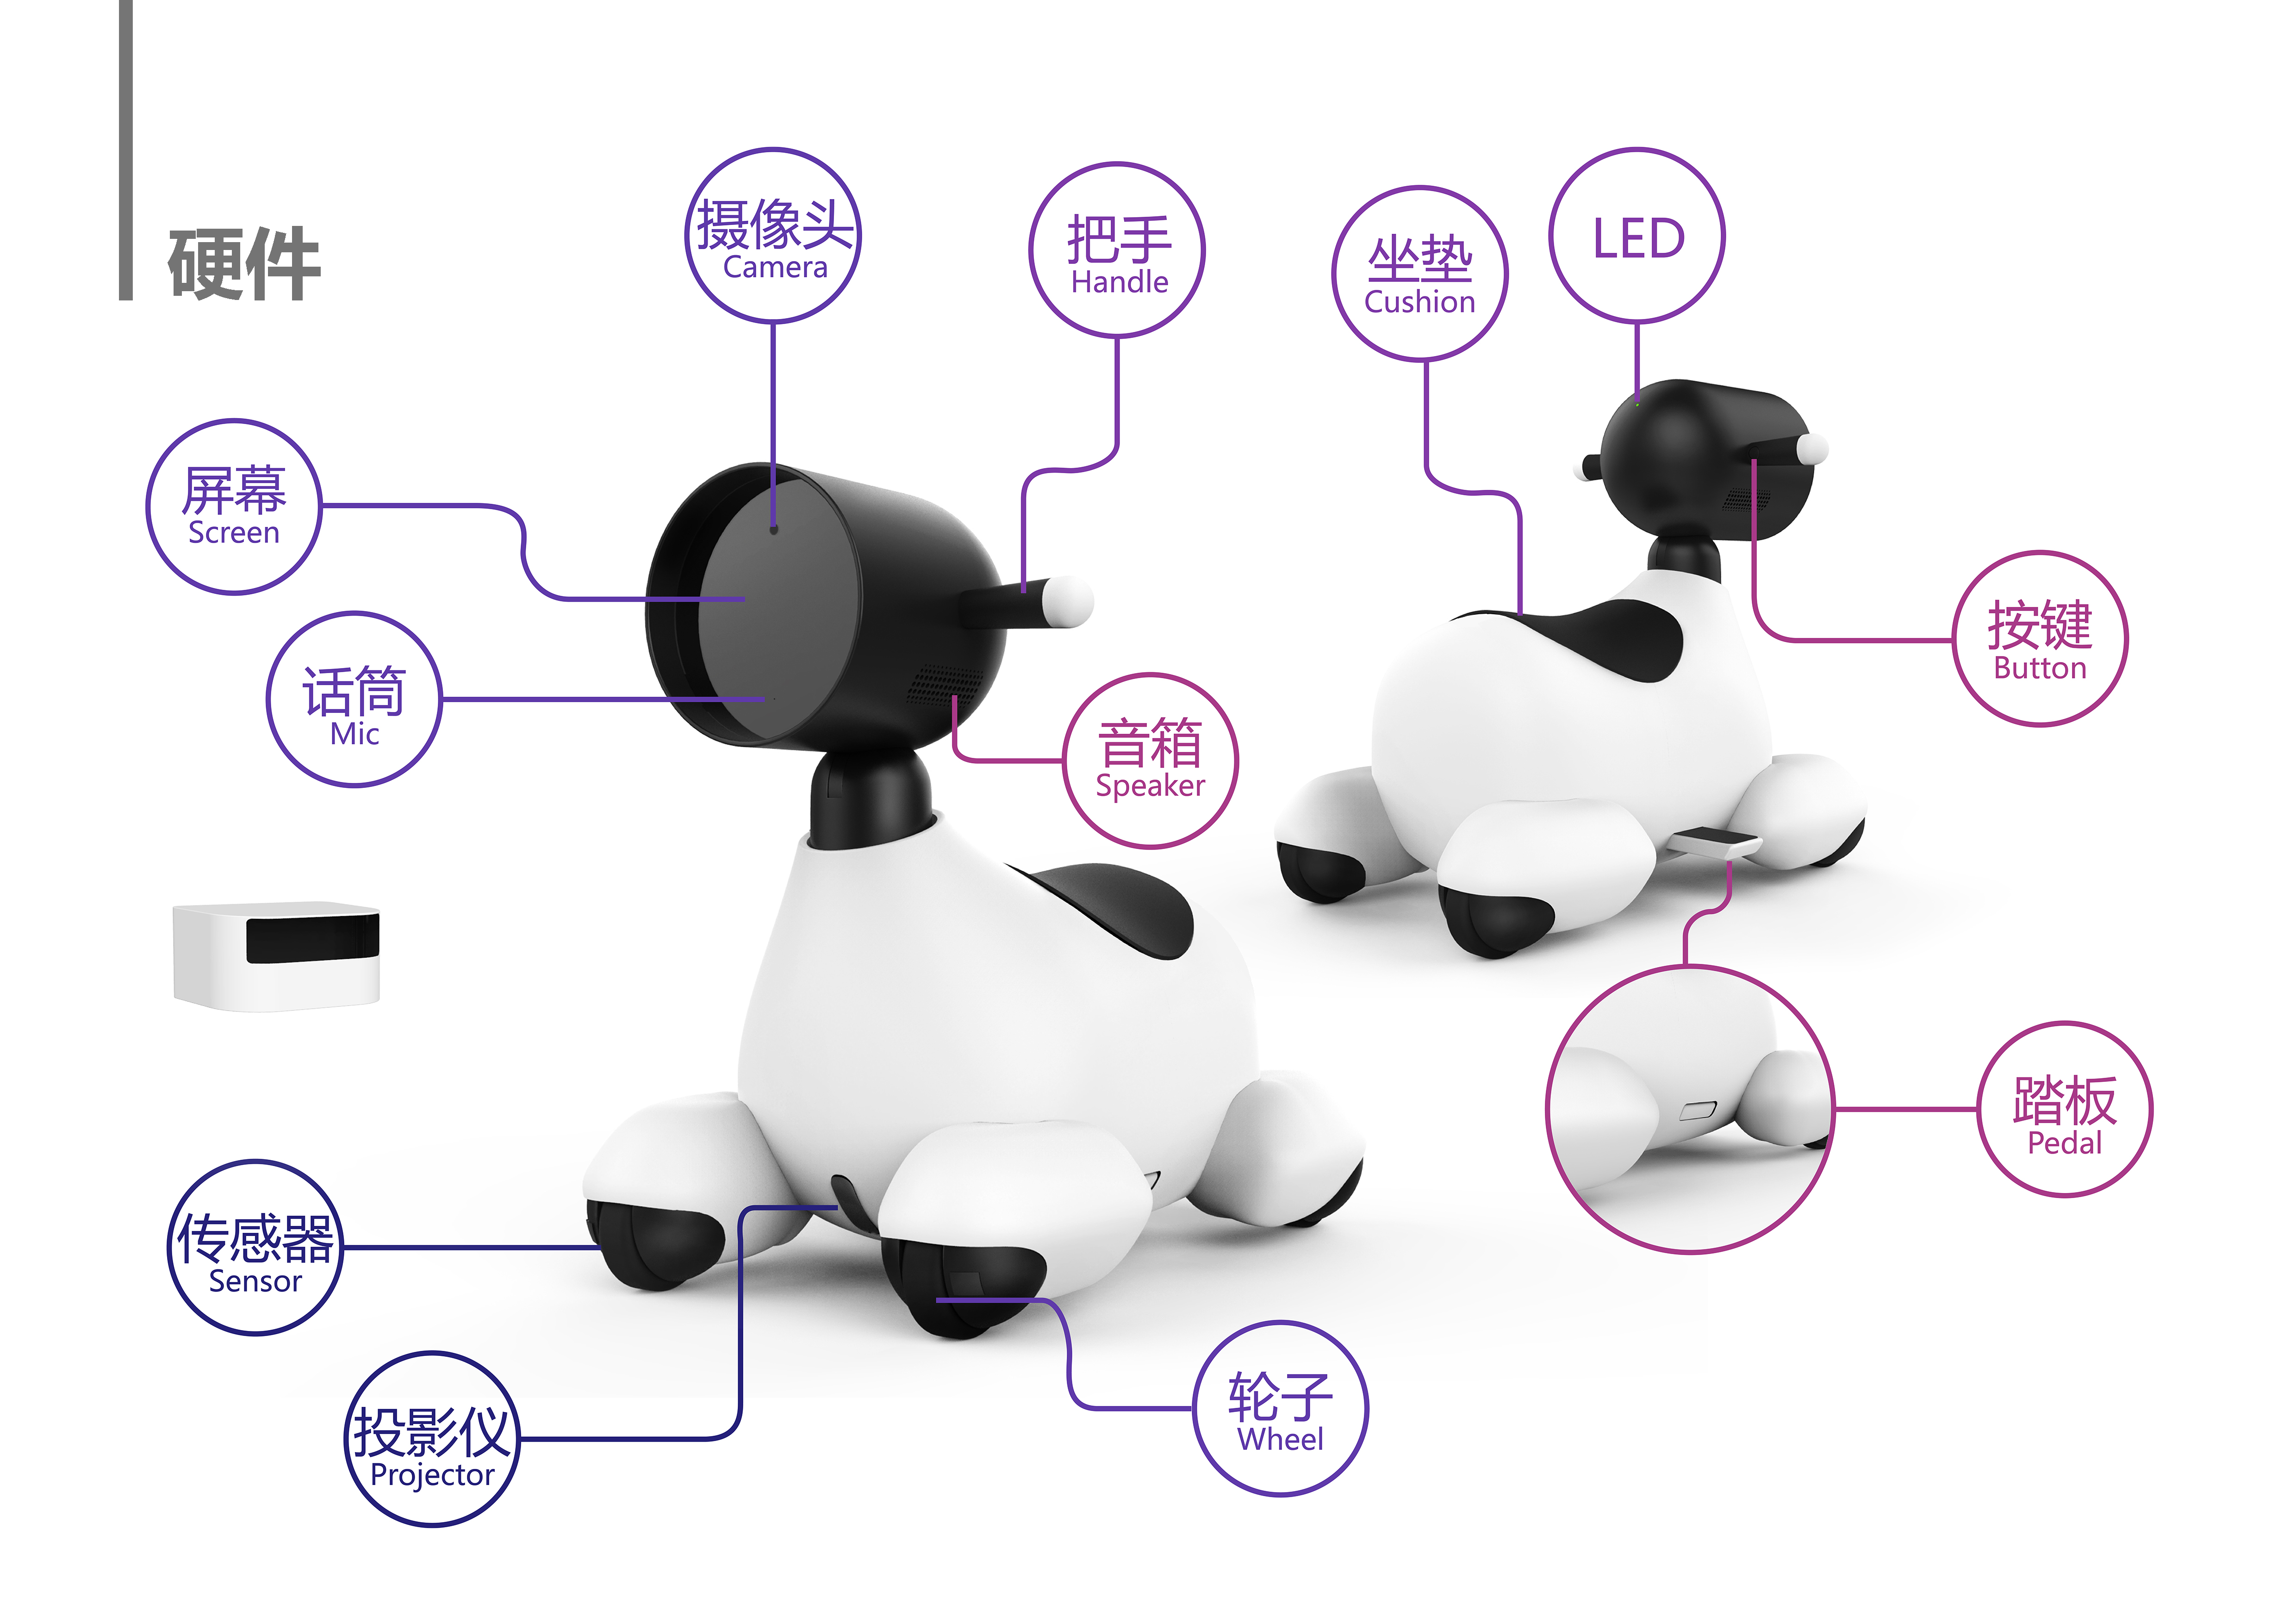 硬件
摄像头
Camera
把手
Handle
坐垫
Cushion
LED
屏幕
Screen
话筒
Mic
按键
Button
音箱
Speaker
踏板
Pedal
传感器
Sensor
投影仪
Projector
轮子
Wheel